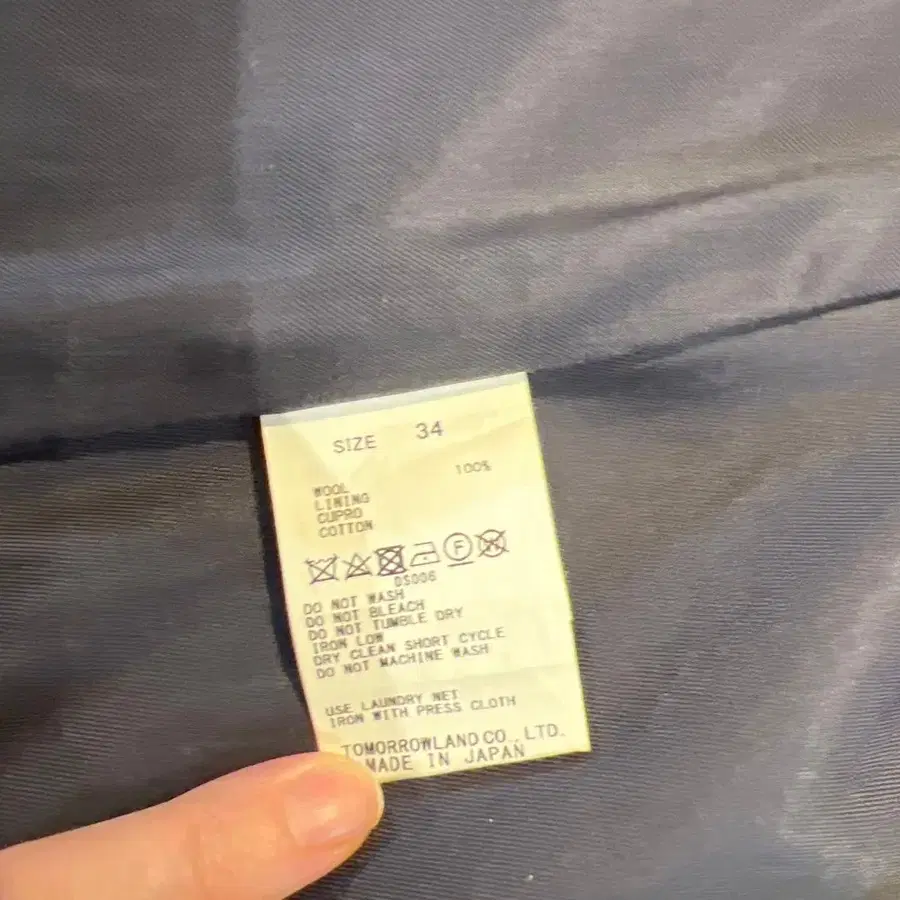 SIZE 34
100%
WOOL
LINING
CUPRO
COTTON
F W
DS006
DO NOT WASH
DO NOT BLEACH
DO NOT TUMBLE DRY
IRON LOW
DRY CLEAN SHORT CYCLE
DO NOT MACHINE WASH
USE LAUNDRY NET
IRON WITH PRESS CLOTH
TOMORROWLAND CO., LTD.
MADE IN JAPAN